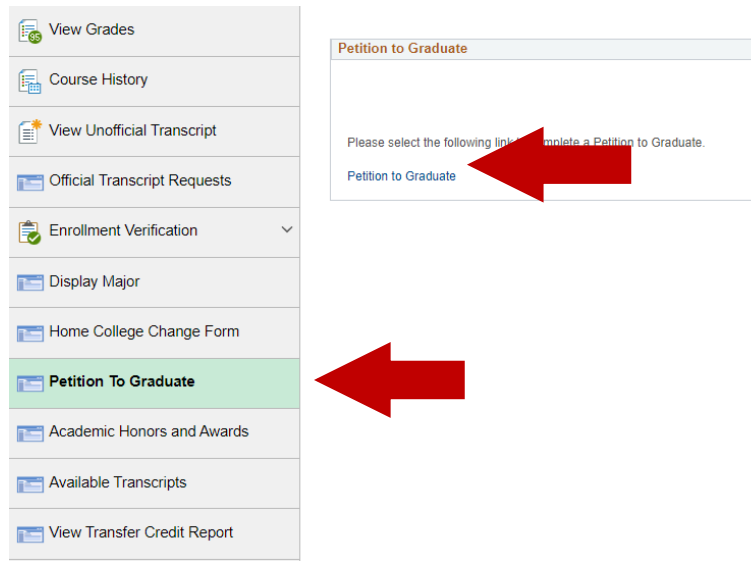 View Grades
Course History
View Unofficial Transcript
Official Transcript Requests
Enrollment Verification
Display Major
Home College Change Form
Petition To Graduate
Academic Honors and Awards
Available Transcripts
View Transfer Credit Report
Petition to Graduate
Please select the following link complete a Petition to Graduate.
Petition to Graduate